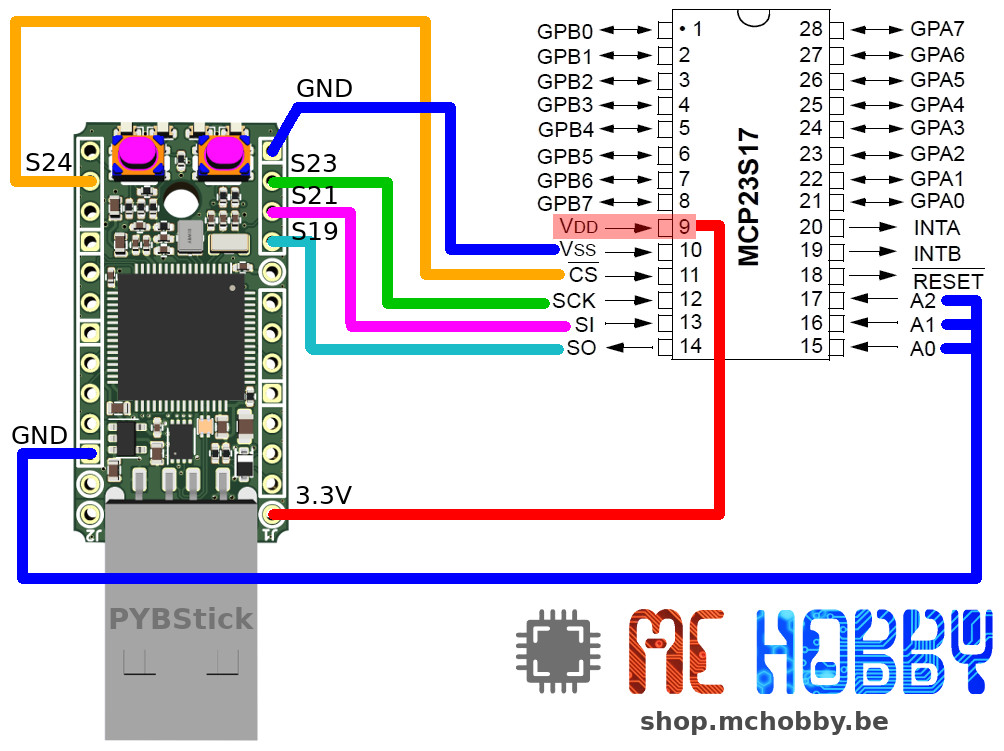 GND
S24
S23
S21
S19
GND
3.3V
J2
J1
PYBStick
GPB0 • 1 28 GPA7
GPB1 2 27 GPA6
GPB2 3 26 GPA5
GPB3 4 25 GPA4
GPB4 5 24 GPA3
GPB5 6 23 GPA2
GPB6 7 22 GPA1
GPB7 8 21 GPA0
VDD 9 20 INTA
VSS 10 19 INTB
CS 11 18 RESET
SCK 12 17 A2
SI 13 16 A1
SO 14 15 A0
MCP23S17
MC HOBBY
shop.mchobby.be